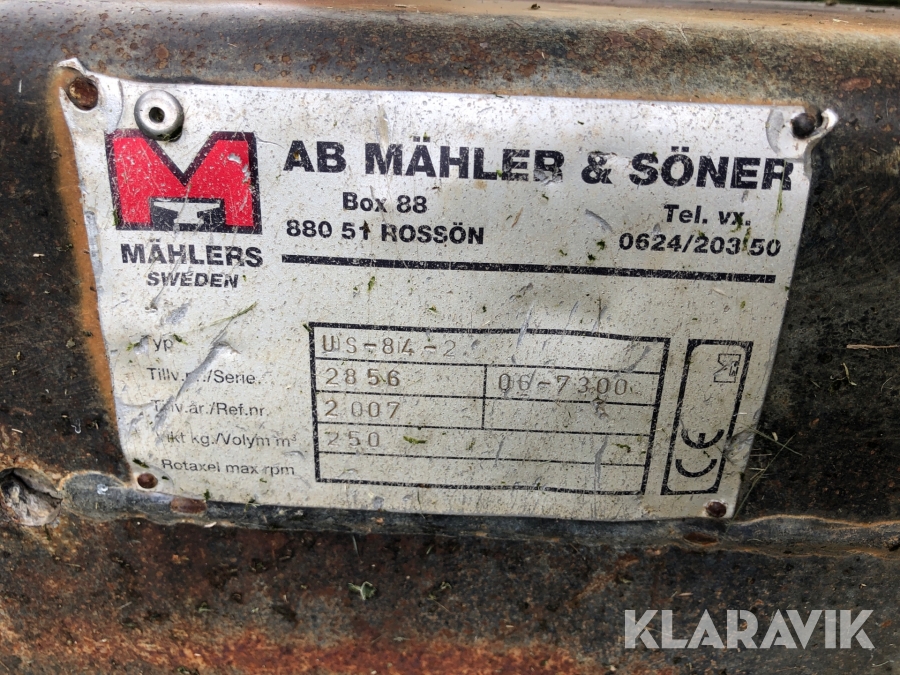 AB MÄHLER & SÖNER
Box 88
880 51 ROSSÖN
Tel. vx.
0624/203 50
MÄHLERS
SWEDEN
Typ WS-84-2
Tillv.nr./Serie. 2856 06-7300
Tillv.år./Ref.nr. 2007
Vikt kg./Volym m³ 250
Rotaxel max rpm
M
CE
KLARAVIK